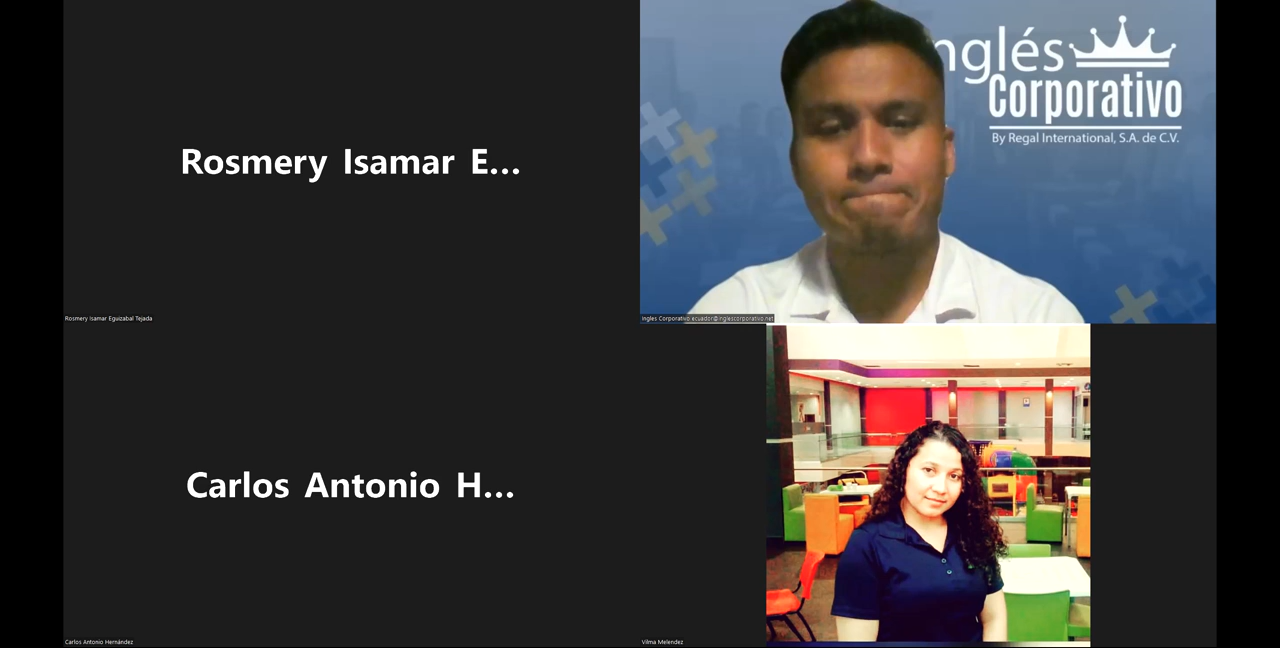 Rosmery Isamar E...
Rosmery Isamar Eguizabal Tejada
nglés
Corporativo
By Regal International, S.A. de C.V.
Ingles Corporativo ecuador@inglescorporativo.net
Carlos Antonio H...
Carlos Antonio Hernández
Vilma Melendez